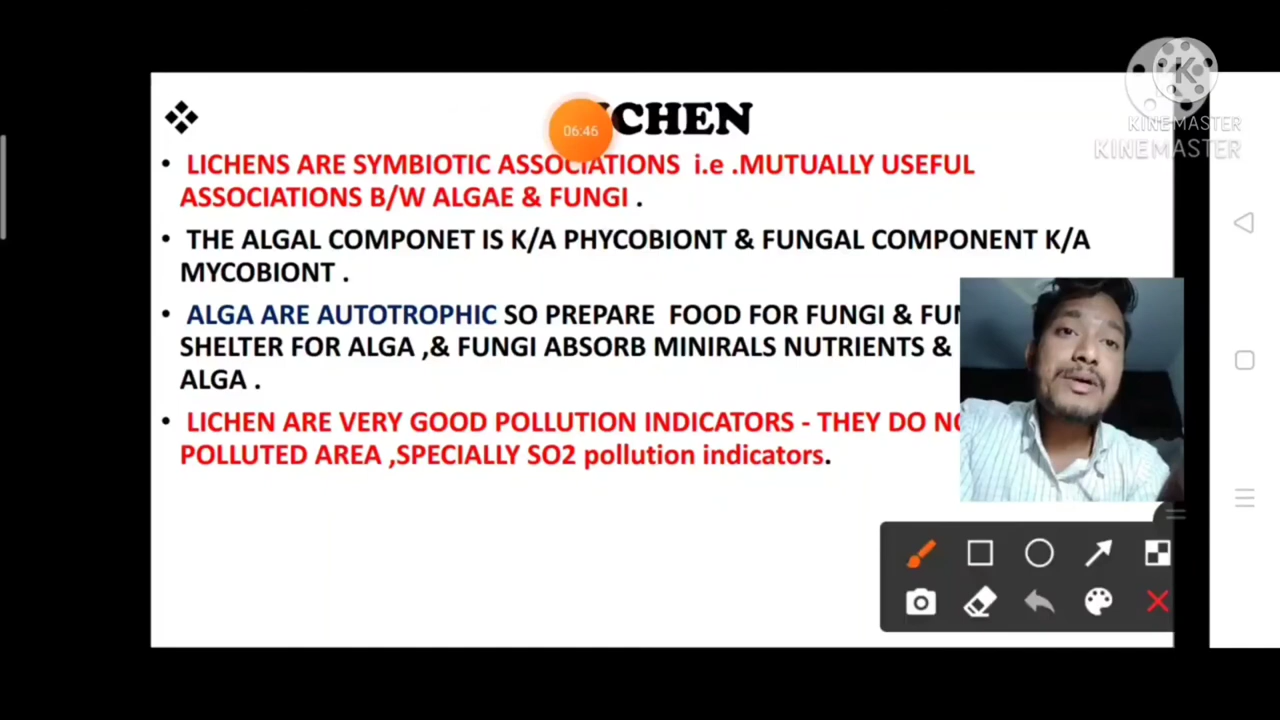 ❖ CHEN
06:46
KINEMASTER
KINEMASTER
• LICHENS ARE SYMBIOTIC ASSOCIATIONS i.e .MUTUALLY USEFUL
ASSOCIATIONS B/W ALGAE & FUNGI .
• THE ALGAL COMPONET IS K/A PHYCOBIONT & FUNGAL COMPONENT K/A
MYCOBIONT .
• ALGA ARE AUTOTROPHIC SO PREPARE FOOD FOR FUNGI &
SHELTER FOR ALGA ,& FUNGI ABSORB MINIRALS NUTRIENTS &
ALGA .
• LICHEN ARE VERY GOOD POLLUTION INDICATORS - THEY DO
POLLUTED AREA ,SPECIALLY SO2 pollution indicators.